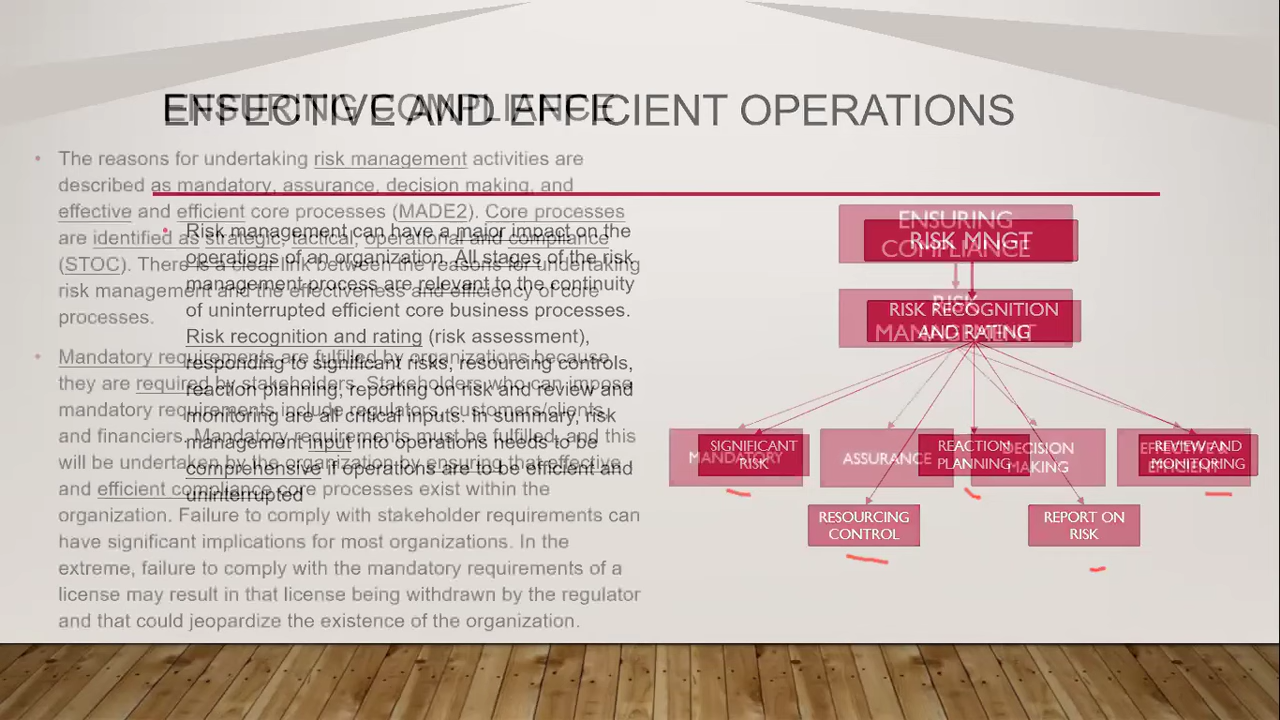 EFFECTIVE AND EFFICIENT OPERATIONS
ENSURING COMPLIANCE
The reasons for undertaking risk management activities are
described as mandatory, assurance, decision making, and
effective and efficient core processes (MADE2). Core processes
are identified as strategic, tactical, operational and compliance
(STOC). There is a clear link between the reasons for undertaking
risk management and the effectiveness and efficiency of core
processes.
Mandatory requirements are fulfilled by organizations because
they are required by stakeholders. Stakeholders who can impose
mandatory requirements include regulators, customers/clients
and financiers. Mandatory requirements must be fulfilled, and this
will be undertaken by the organization by ensuring that effective
and efficient compliance core processes exist within the
organization. Failure to comply with stakeholder requirements can
have significant implications for most organizations. In the
extreme, failure to comply with the mandatory requirements of a
license may result in that license being withdrawn by the regulator
and that could jeopardize the existence of the organization.
Risk management can have a major impact on the
operations of an organization. All stages of the risk
management process are relevant to the continuity
of uninterrupted efficient core business processes.
Risk recognition and rating (risk assessment),
responding to significant risks, resourcing controls,
reaction planning, reporting on risk and review and
monitoring are all critical inputs. In summary, risk
management input into operations needs to be
comprehensive if operations are to be efficient and
uninterrupted
ENSURING
COMPLIANCE
RISK
MANAGEMENT
MANDATORY
ASSURANCE
DECISION
MAKING
EFFECTIVE &
EFFICIENT
RISK MNGT
RISK RECOGNITION
AND RATING
SIGNIFICANT
RISK
REACTION
PLANNING
REVIEW AND
MONITORING
RESOURCING
CONTROL
REPORT ON
RISK